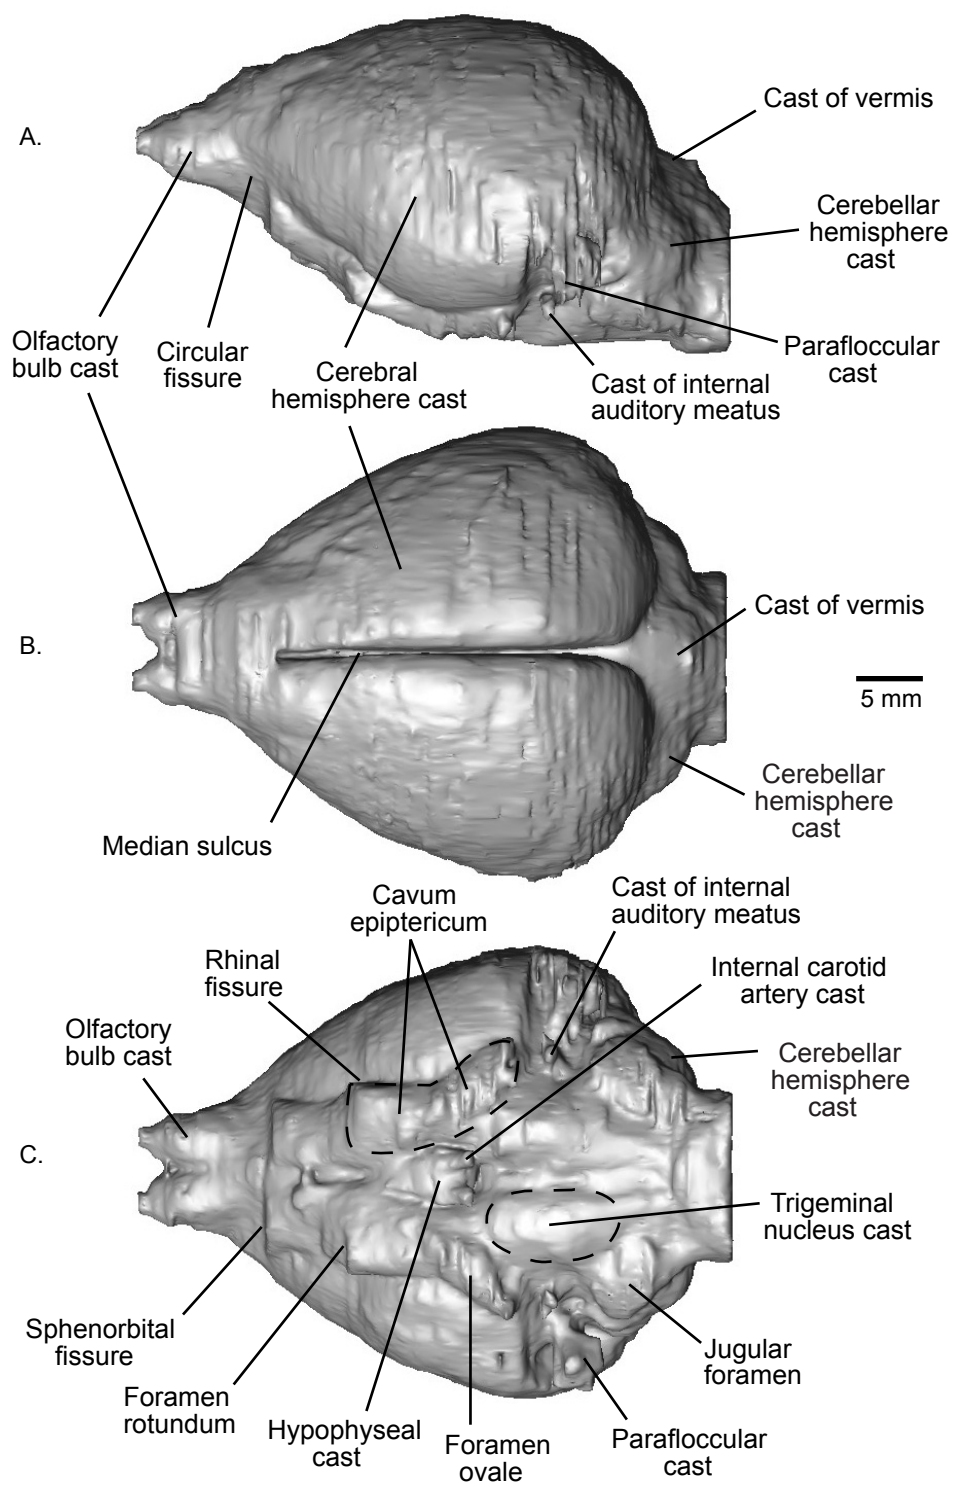 A.
Cast of vermis
Cerebellar
hemisphere
cast
Olfactory
bulb cast
Circular
fissure
Cerebral
hemisphere cast
Cast of internal
auditory meatus
Parafloccular
cast
B.
Cast of vermis
5 mm
Cerebellar
hemisphere
cast
Median sulcus
Cavum
epiptericum
Cast of internal
auditory meatus
Rhinal
fissure
Internal carotid
artery cast
Olfactory
bulb cast
Cerebellar
hemisphere
cast
C.
Trigeminal
nucleus cast
Sphenorbital
fissure
Jugular
foramen
Foramen
rotundum
Hypophyseal
cast
Foramen
ovale
Parafloccular
cast